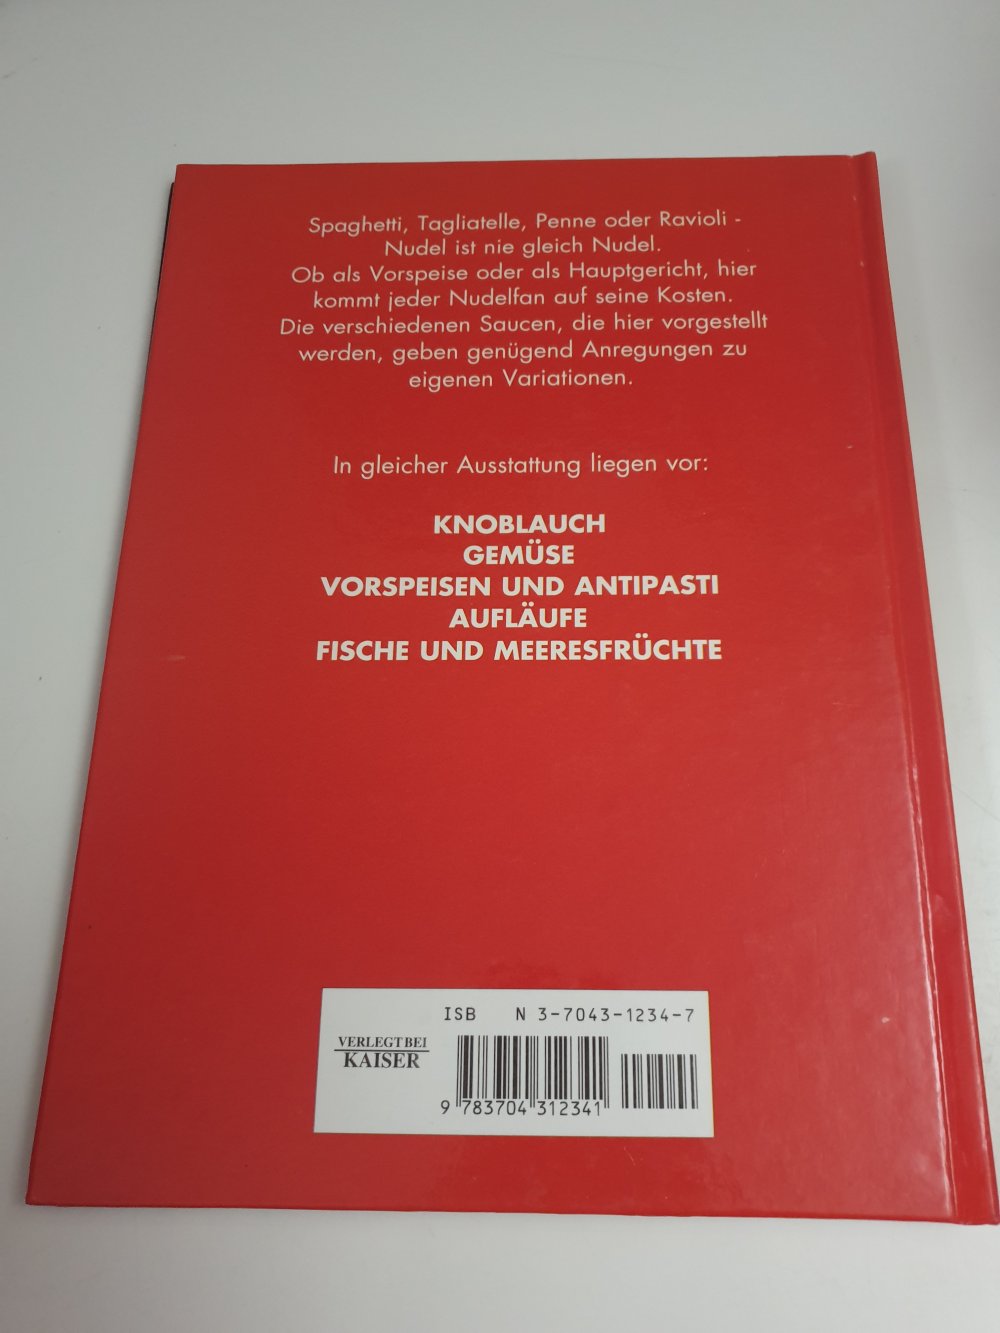 Spaghetti, Tagliatelle, Penne oder Ravioli -
Nudel ist nie gleich Nudel.
Ob als Vorspeise oder als Hauptgericht, hier
kommt jeder Nudelfan auf seine Kosten.
Die verschiedenen Saucen, die hier vorgestellt
werden, geben genügend Anregungen zu
eigenen Variationen.
In gleicher Ausstattung liegen vor:
KNOBLAUCH
GEMÜSE
VORSPEISEN UND ANTIPASTI
AUFLÄUFE
FISCHE UND MEERESFRÜCHTE
ISB N 3-7043-1234-7
VERLEGT BEI
KAISER
9 783704 312341